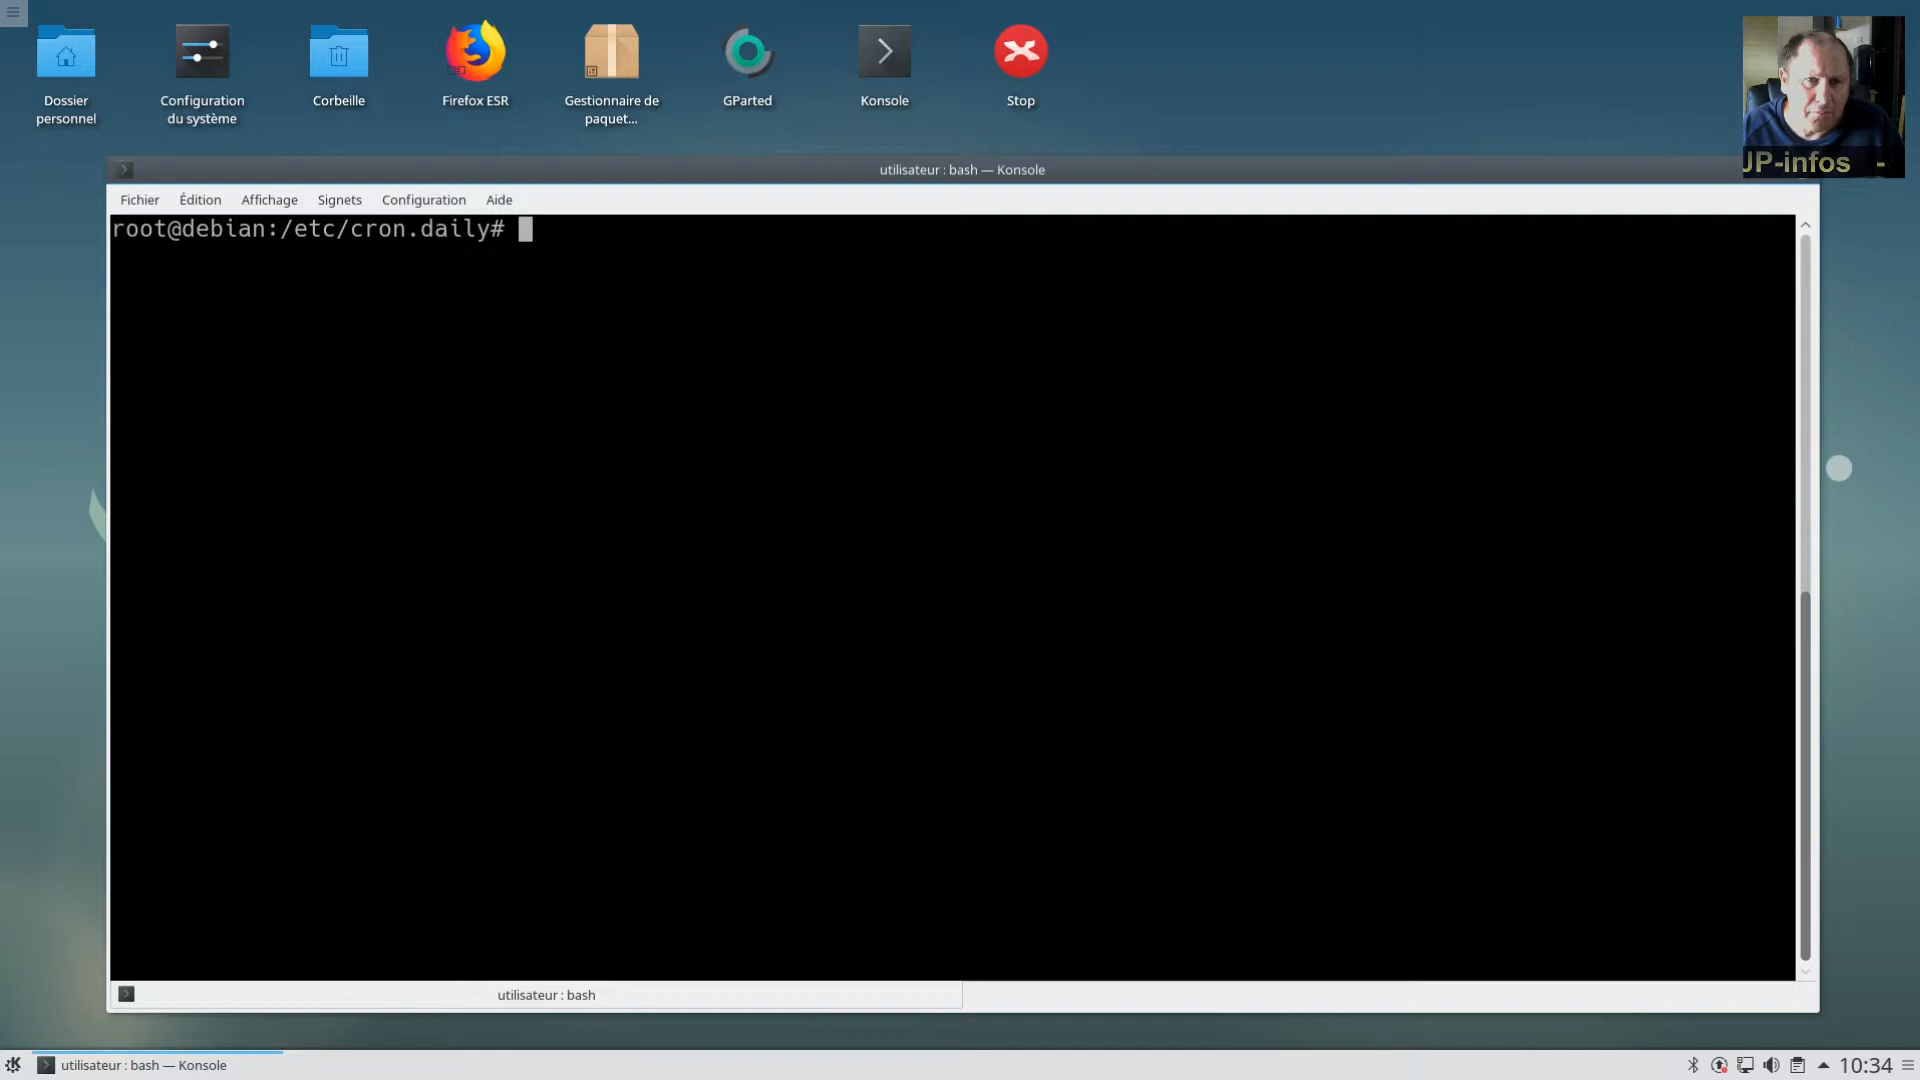 Dossier
personnel
Configuration
du système
Corbeille
Firefox ESR
Gestionnaire de
paquet...
GParted
Konsole
Stop
JP-infos -
utilisateur : bash — Konsole
Fichier Édition Affichage Signets Configuration Aide
root@debian:/etc/cron.daily#
utilisateur : bash
utilisateur : bash — Konsole
10:34